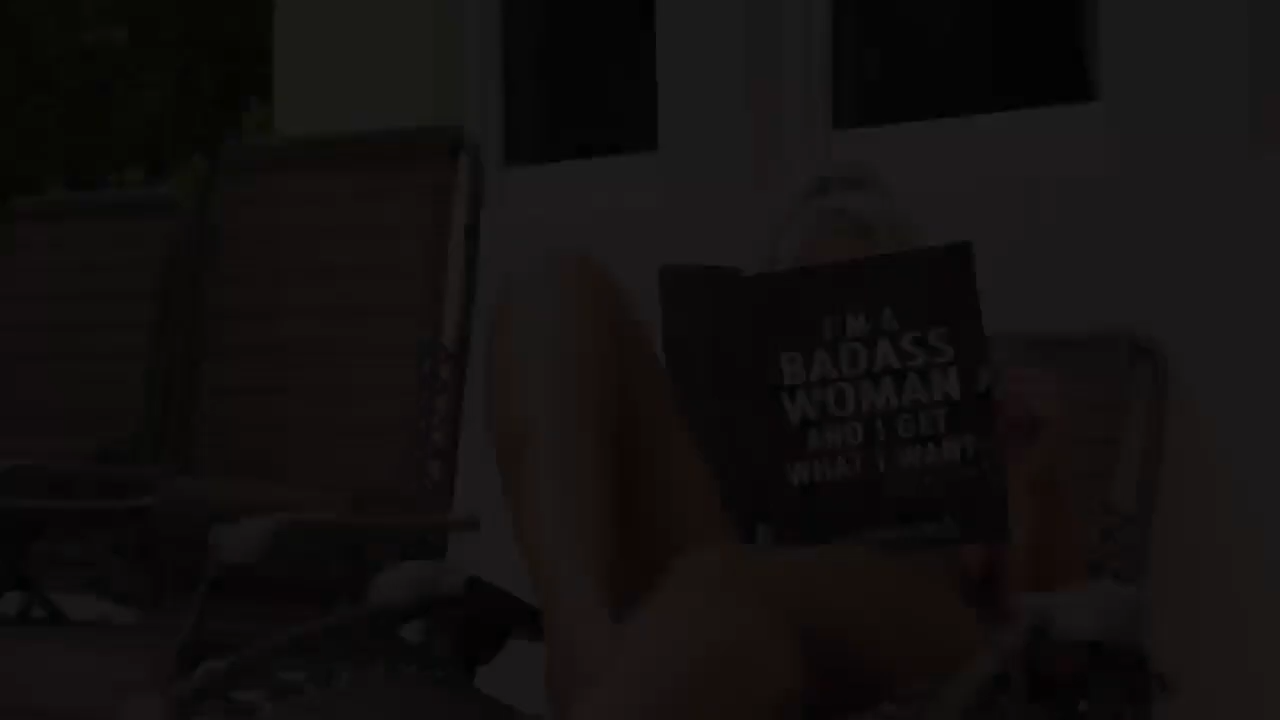 I'M A
BADASS
WOMAN
AND I GET
WHAT I WANT